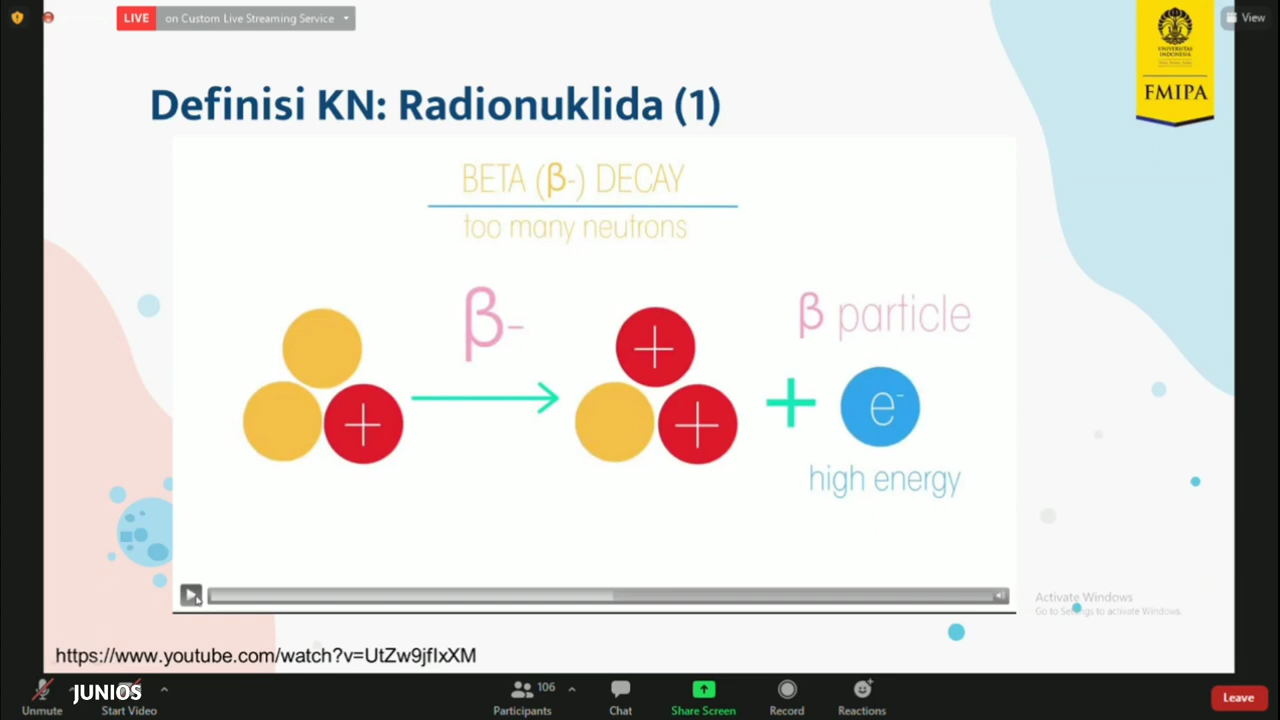 LIVE on Custom Live Streaming Service
View
UNIVERSITAS
INDONESIA
FMIPA
Definisi KN: Radionuklida (1)
BETA (β-) DECAY
too many neutrons
β-
β particle
+
+
+
+
e-
high energy
Activate Windows
Go to Settings to activate Windows.
https://www.youtube.com/watch?v=UtZw9jfIxXM
JUNIOS
106
Unmute
Start Video
Participants
Chat
Share Screen
Record
Reactions
Leave